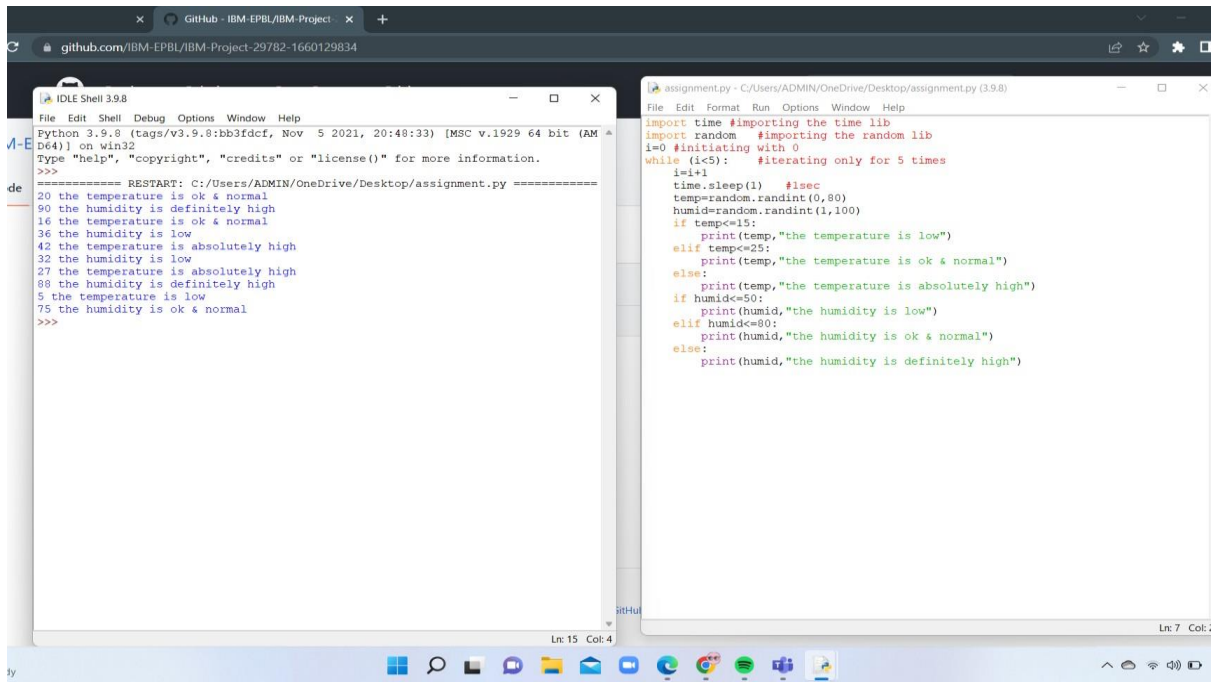 GitHub - IBM-EPBL/IBM-Project-
github.com/IBM-EPBL/IBM-Project-29782-1660129834
IDLE Shell 3.9.8
File Edit Shell Debug Options Window Help
Python 3.9.8 (tags/v3.9.8:bb3fdcf, Nov  5 2021, 20:48:33) [MSC v.1929 64 bit (AM
D64)] on win32
Type "help", "copyright", "credits" or "license()" for more information.
>>>
============ RESTART: C:/Users/ADMIN/OneDrive/Desktop/assignment.py ============
20 the temperature is ok & normal
90 the humidity is definitely high
16 the temperature is ok & normal
36 the humidity is low
42 the temperature is absolutely high
32 the humidity is low
27 the temperature is absolutely high
88 the humidity is definitely high
5 the temperature is low
75 the humidity is ok & normal
>>>
Ln: 15 Col: 4
assignment.py - C:/Users/ADMIN/OneDrive/Desktop/assignment.py (3.9.8)
File Edit Format Run Options Window Help
import time #importing the time lib
import random   #importing the random lib
i=0 #initiating with 0
while (i<5):    #iterating only for 5 times
    i=i+1
    time.sleep(1)   #1sec
    temp=random.randint(0,80)
    humid=random.randint(1,100)
    if temp<=15:
        print(temp,"the temperature is low")
    elif temp<=25:
        print(temp,"the temperature is ok & normal")
    else:
        print(temp,"the temperature is absolutely high")
    if humid<=50:
        print(humid,"the humidity is low")
    elif humid<=80:
        print(humid,"the humidity is ok & normal")
    else:
        print(humid,"the humidity is definitely high")
Ln: 7 Col: